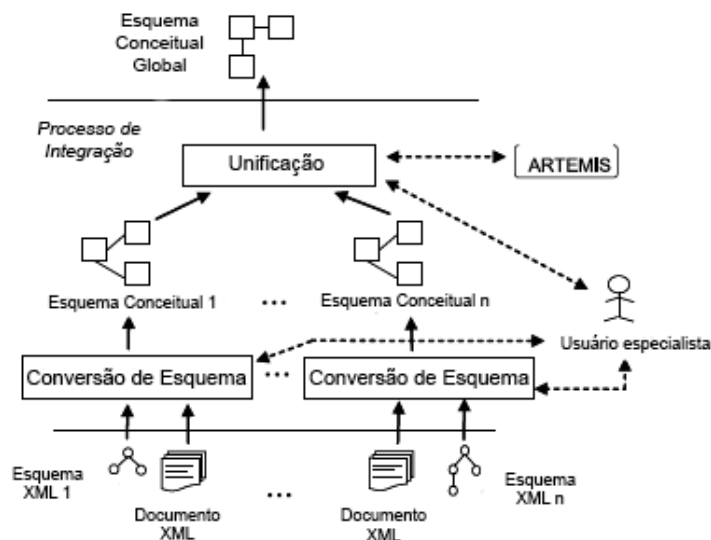 Esquema
Conceitual
Global
Processo de
Integração
Unificação
ARTEMIS
Esquema Conceitual 1
...
Esquema Conceitual n
Usuário especialista
Conversão de Esquema
...
Conversão de Esquema
Esquema
XML 1
Documento
XML
...
Documento
XML
Esquema
XML n